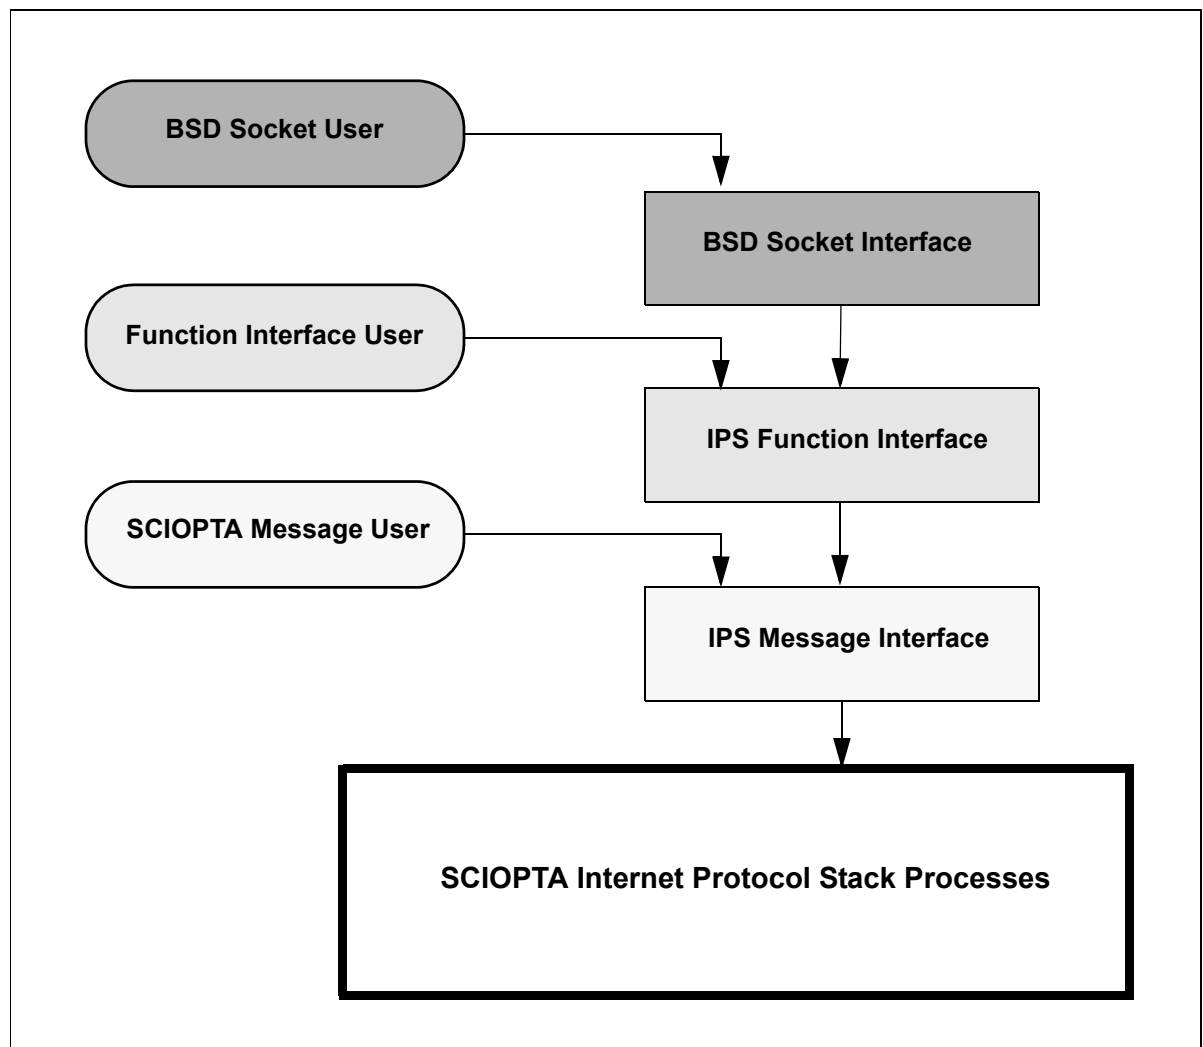 BSD Socket User
BSD Socket Interface
Function Interface User
IPS Function Interface
SCIOPTA Message User
IPS Message Interface
SCIOPTA Internet Protocol Stack Processes